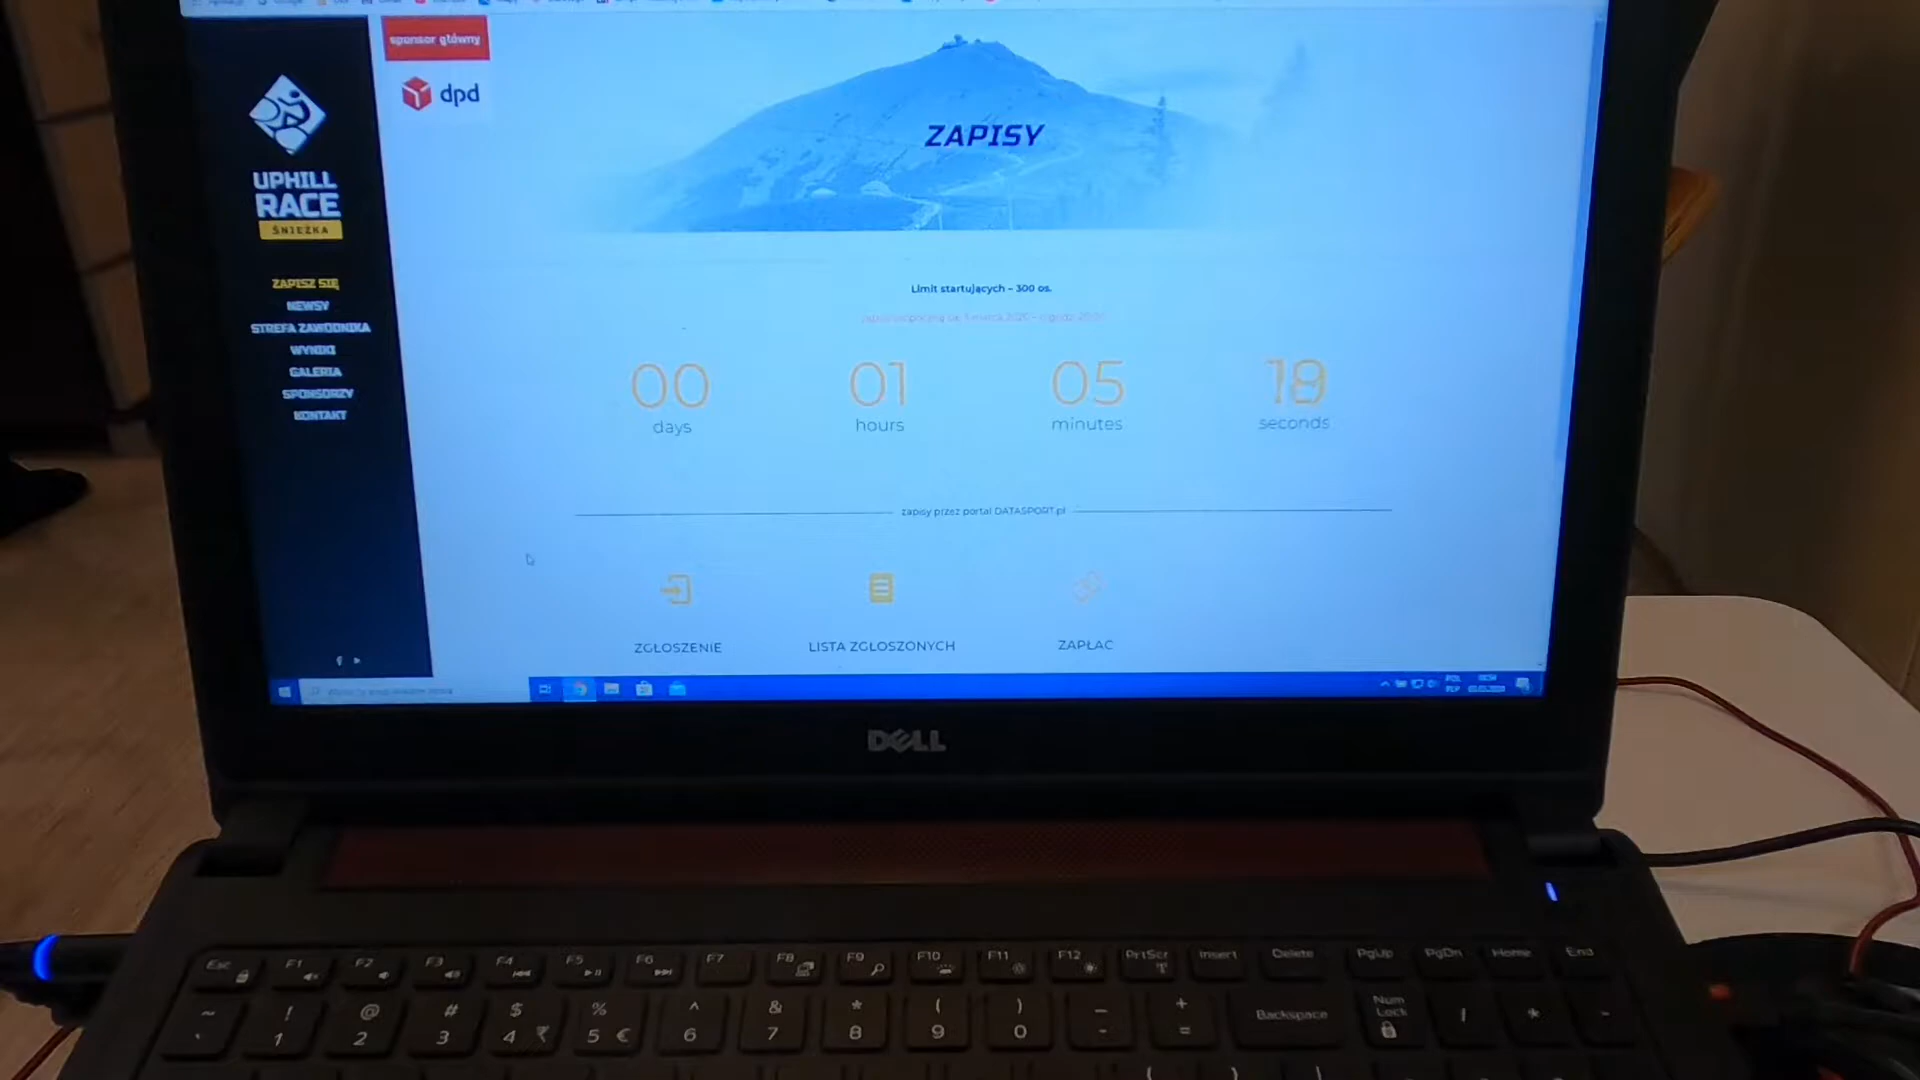 sponsor główny
dpd
UPHILL
RACE
ŚNIEŻKA
ZAPISZ SIĘ
NEWSY
STREFA ZAWODNIKA
WYNIKI
GALERIA
SPONSORZY
KONTAKT
ZAPISY
Limit startujących – 300 os.
00
01
05
days
hours
minutes
seconds
zapisy przez portal DATASPORT.pl
ZGŁOSZENIE
LISTA ZGŁOSZONYCH
ZAPŁAĆ
DELL
Esc F1 F2 F3 F4 F5 F6 F7 F8 F9 F10 F11 F12 PrtScr Insert Delete PgUp PgDn Home End
~ ! @ # $ % ^ & * ( ) _ +
` 1 2 3 4 ₹ 5 € 6 7 8 9 0 - = Backspace Num Lock / * -